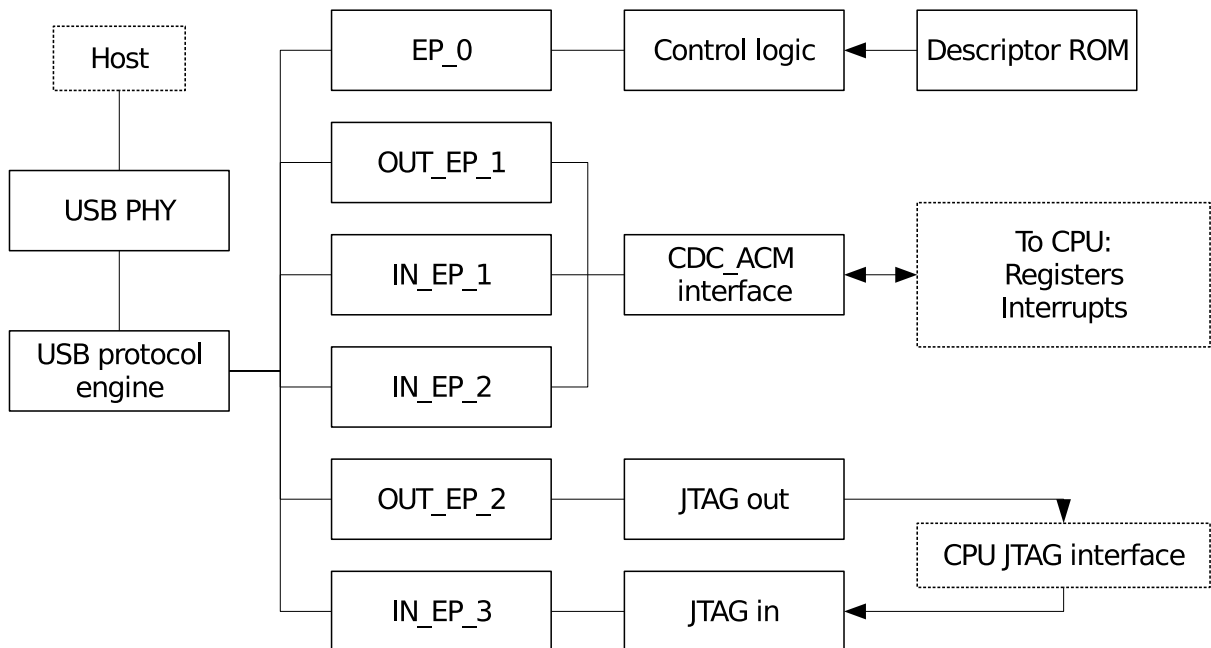 Host
USB PHY
USB protocol
engine
EP_0
Control logic
Descriptor ROM
OUT_EP_1
IN_EP_1
IN_EP_2
CDC_ACM
interface
To CPU:
Registers
Interrupts
OUT_EP_2
JTAG out
CPU JTAG interface
IN_EP_3
JTAG in